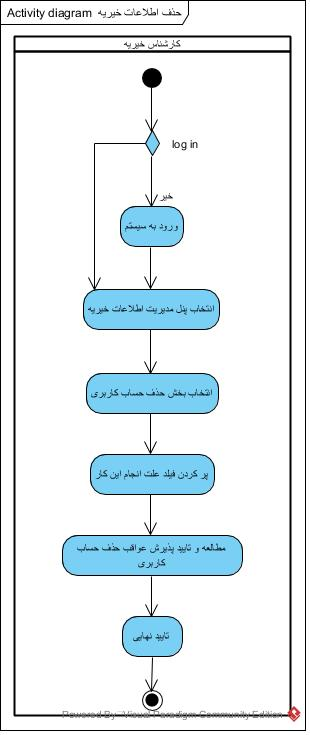 Activity diagram حذف اطلاعات خیریه
کارشناس خیریه
log in
خیر
ورود به سیستم
انتخاب پنل مدیریت اطلاعات خیریه
انتخاب بخش حذف حساب کاربری
پر کردن فیلد علت انجام این کار
مطالعه و تایید پذیرش عواقب حذف حساب
کاربری
تایید نهایی
Powered By Visual Paradigm Community Edition